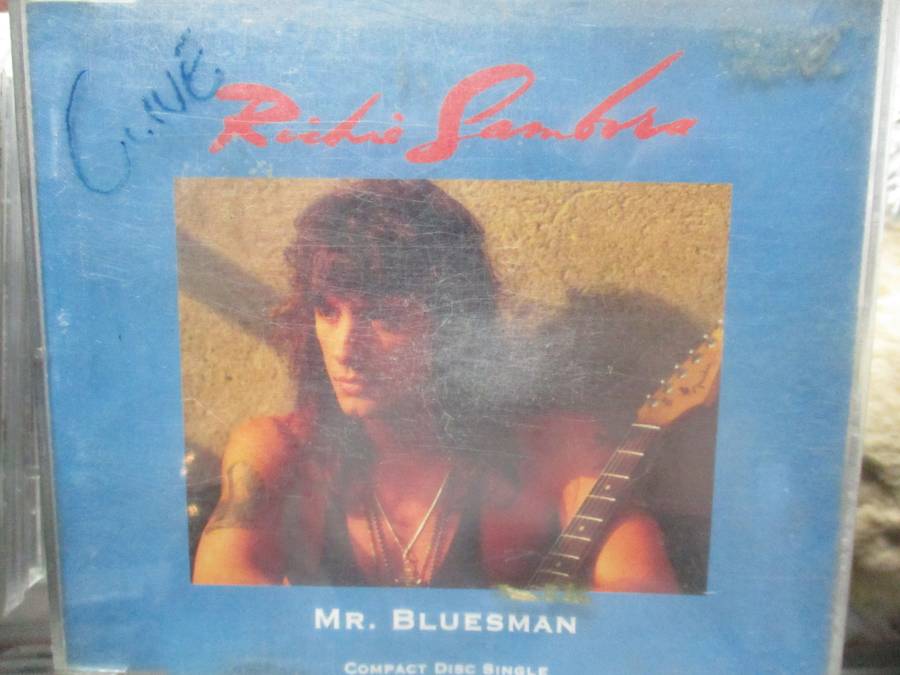 Richie Sambora
MR. BLUESMAN
COMPACT DISC SINGLE